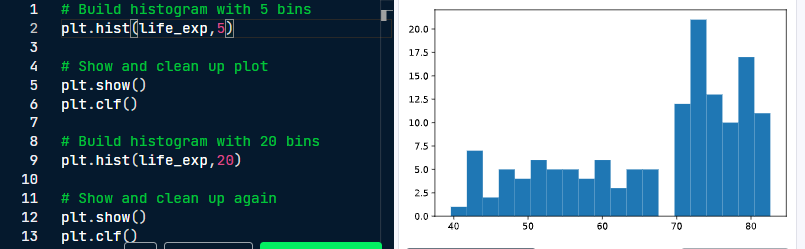 1 # Build histogram with 5 bins
2 plt.hist(life_exp,5)
3
4 # Show and clean up plot
5 plt.show()
6 plt.clf()
7
8 # Build histogram with 20 bins
9 plt.hist(life_exp,20)
10
11 # Show and clean up again
12 plt.show()
13 plt.clf()
20.0
17.5
15.0
12.5
10.0
7.5
5.0
2.5
0.0
40 50 60 70 80